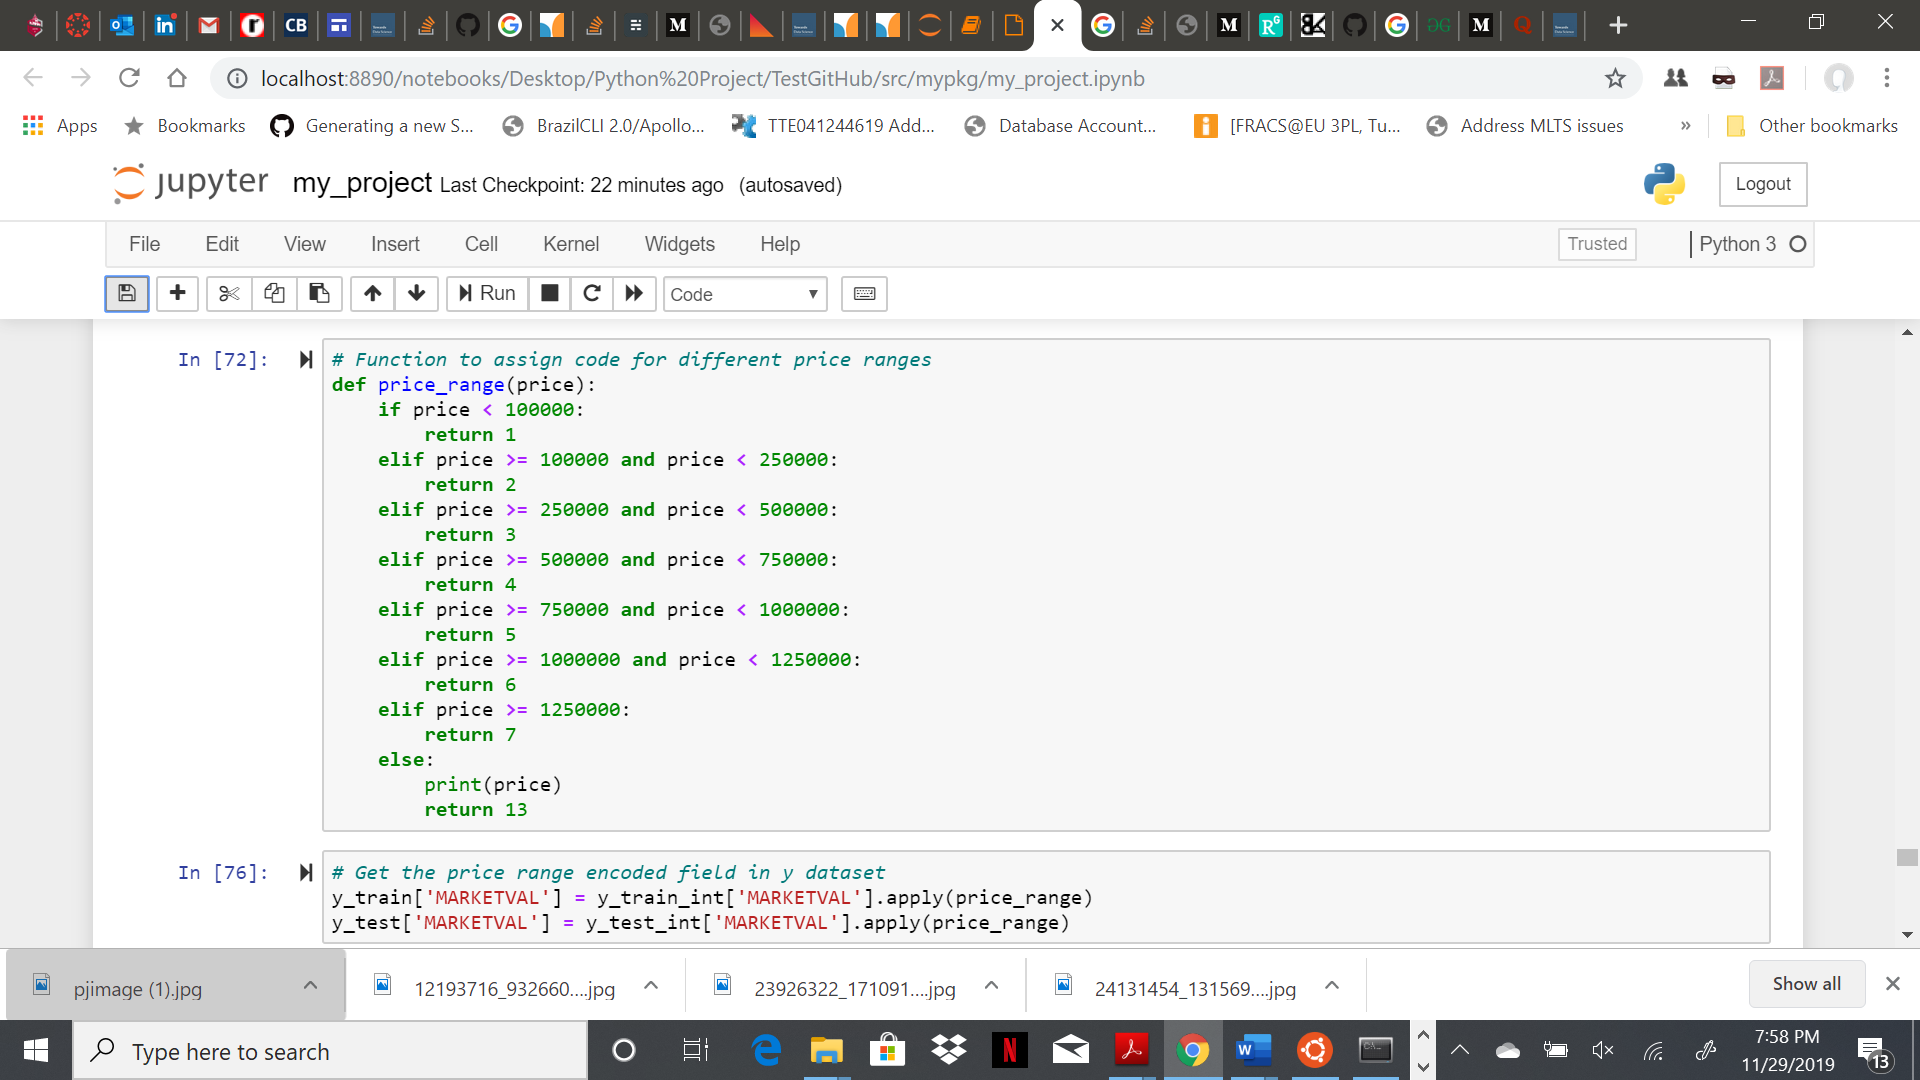 CB
M
M
RG
M
localhost:8890/notebooks/Desktop/Python%20Project/TestGitHub/src/mypkg/my_project.ipynb
Apps
Bookmarks
Generating a new S...
BrazilCLI 2.0/Apollo...
TTE041244619 Add...
Database Account...
[FRACS@EU 3PL, Tu...
Address MLTS issues
»
Other bookmarks
jupyter my_project Last Checkpoint: 22 minutes ago (autosaved)
Logout
File Edit View Insert Cell Kernel Widgets Help
Trusted
Python 3
Run
Code
In [72]:
# Function to assign code for different price ranges
def price_range(price):
    if price < 100000:
        return 1
    elif price >= 100000 and price < 250000:
        return 2
    elif price >= 250000 and price < 500000:
        return 3
    elif price >= 500000 and price < 750000:
        return 4
    elif price >= 750000 and price < 1000000:
        return 5
    elif price >= 1000000 and price < 1250000:
        return 6
    elif price >= 1250000:
        return 7
    else:
        print(price)
        return 13
In [76]:
# Get the price range encoded field in y dataset
y_train['MARKETVAL'] = y_train_int['MARKETVAL'].apply(price_range)
y_test['MARKETVAL'] = y_test_int['MARKETVAL'].apply(price_range)
pjimage (1).jpg
12193716_932660....jpg
23926322_171091....jpg
24131454_131569....jpg
Show all
Type here to search
7:58 PM
11/29/2019
13